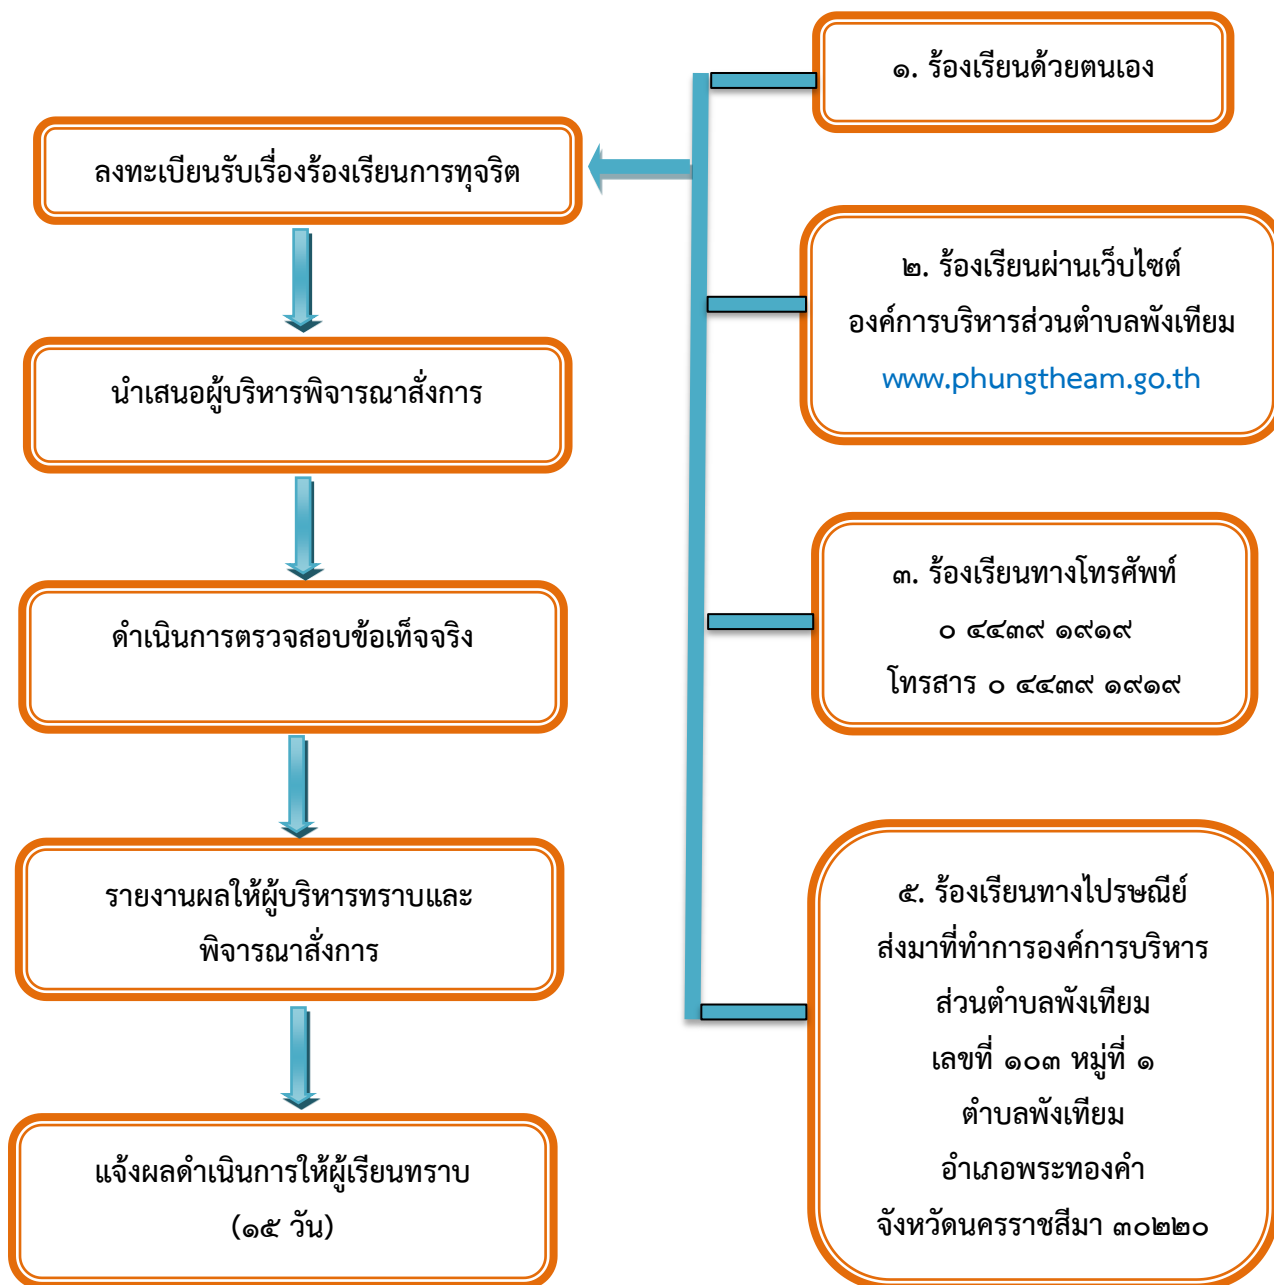 ๑. ร้องเรียนด้วยตนเอง
ลงทะเบียนรับเรื่องร้องเรียนการทุจริต
๒. ร้องเรียนผ่านเว็บไซต์
องค์การบริหารส่วนตำบลพังเทียม
www.phungtheam.go.th
นำเสนอผู้บริหารพิจารณาสั่งการ
๓. ร้องเรียนทางโทรศัพท์
๐ ๔๔๓๙ ๑๙๑๙
โทรสาร ๐ ๔๔๓๙ ๑๙๑๙
ดำเนินการตรวจสอบข้อเท็จจริง
รายงานผลให้ผู้บริหารทราบและ
พิจารณาสั่งการ
๕. ร้องเรียนทางไปรษณีย์
ส่งมาที่ทำการองค์การบริหาร
ส่วนตำบลพังเทียม
เลขที่ ๑๐๓ หมู่ที่ ๑
ตำบลพังเทียม
อำเภอพระทองคำ
จังหวัดนครราชสีมา ๓๐๒๒๐
แจ้งผลดำเนินการให้ผู้เรียนทราบ
(๑๕ วัน)